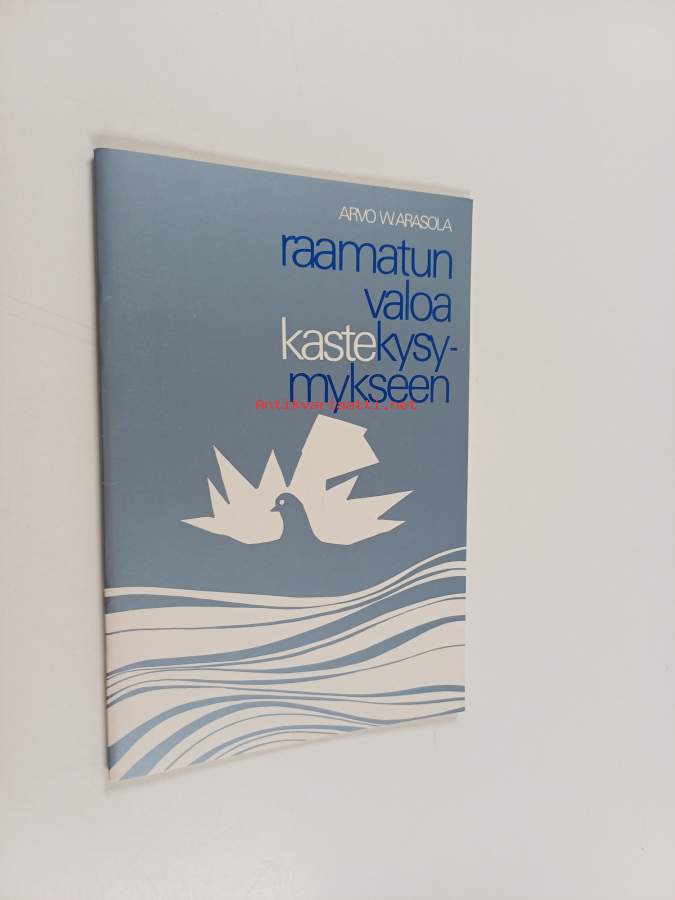 ARVO W. ARASOLA
raamatun
valoa
kastekysy-
mykseen
Antikvariaatti.net